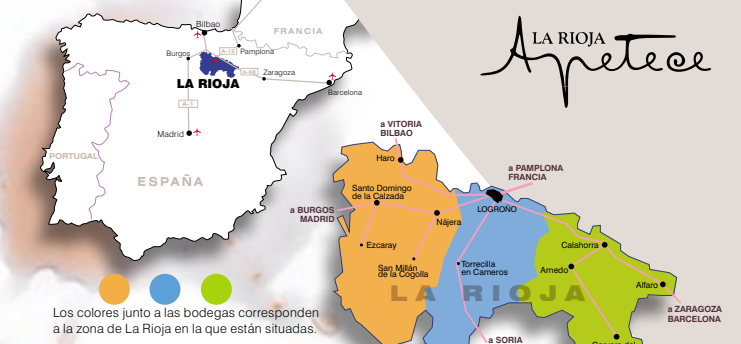 Bilbao
FRANCIA
A-12
Pamplona
Burgos
A-68
Zaragoza
LA RIOJA
Barcelona
A-1
Madrid
PORTUGAL
ESPAÑA
LA RIOJA
Apetece
a VITORIA
BILBAO
Haro
a PAMPLONA
FRANCIA
Santo Domingo
de la Calzada
a BURGOS
MADRID
LOGROÑO
Nájera
Ezcaray
Calahorra
San Millán
de la Cogolla
Torrecilla
en Cameros
Arnedo
Alfaro
LA RIOJA
a ZARAGOZA
BARCELONA
a SORIA
Los colores junto a las bodegas corresponden
a la zona de La Rioja en la que están situadas.